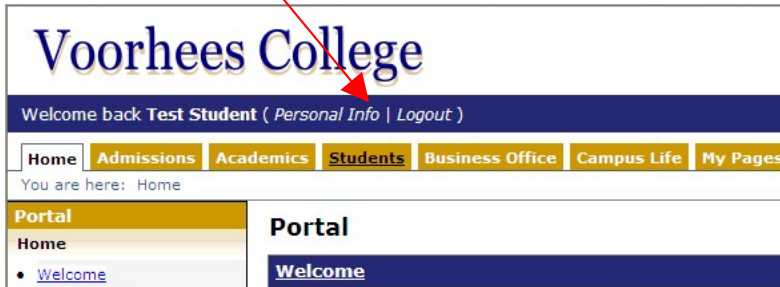 Voorhees College
Welcome back Test Student ( Personal Info | Logout )
Home Admissions Academics Students Business Office Campus Life My Pages
You are here: Home
Portal
Home
• Welcome
Portal
Welcome